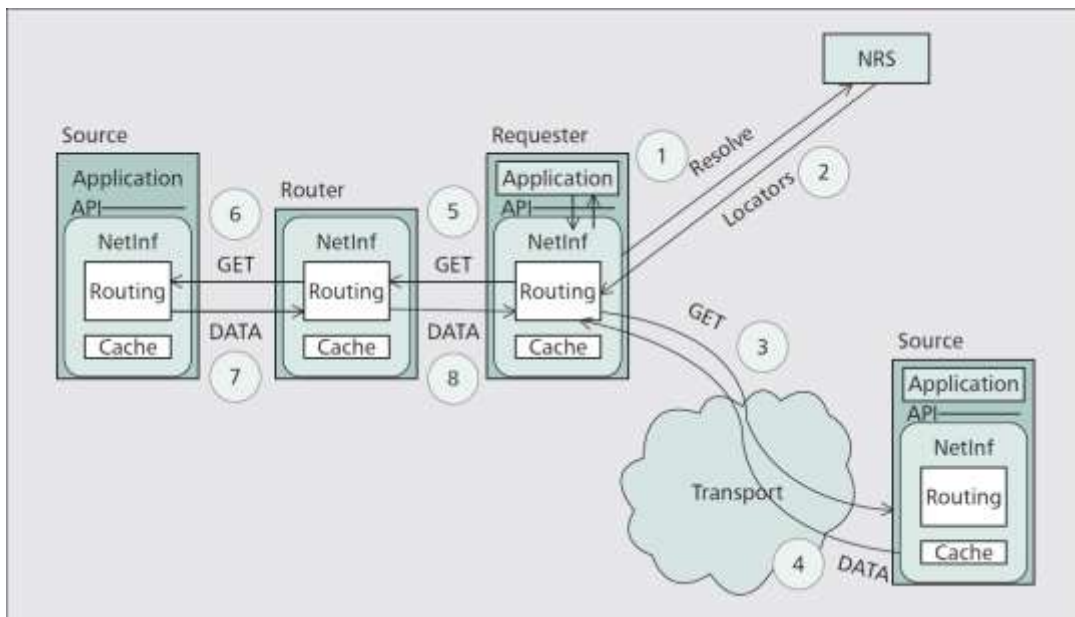 NRS
Source
Application
API
NetInf
Routing
Cache
6
GET
DATA
7
Router
NetInf
Routing
Cache
5
GET
DATA
8
Requester
Application
API
NetInf
Routing
Cache
1
Resolve
Locators
2
GET
3
Transport
4
DATA
Source
Application
API
NetInf
Routing
Cache